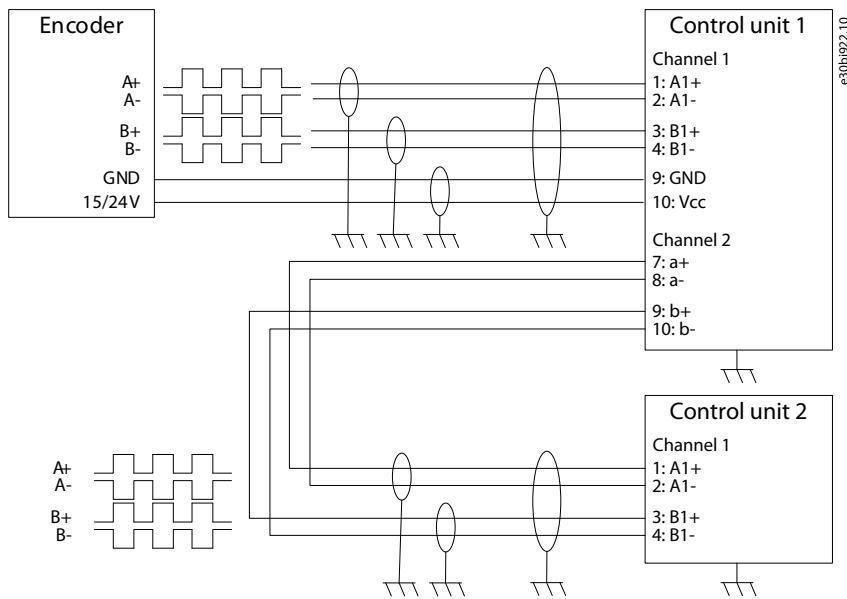 Encoder
A+
A-
B+
B-
GND
15/24V
Control unit 1
Channel 1
1: A1+
2: A1-
3: B1+
4: B1-
9: GND
10: Vcc
Channel 2
7: a+
8: a-
9: b+
10: b-
e30bj922.10
Control unit 2
Channel 1
1: A1+
2: A1-
3: B1+
4: B1-
A+
A-
B+
B-